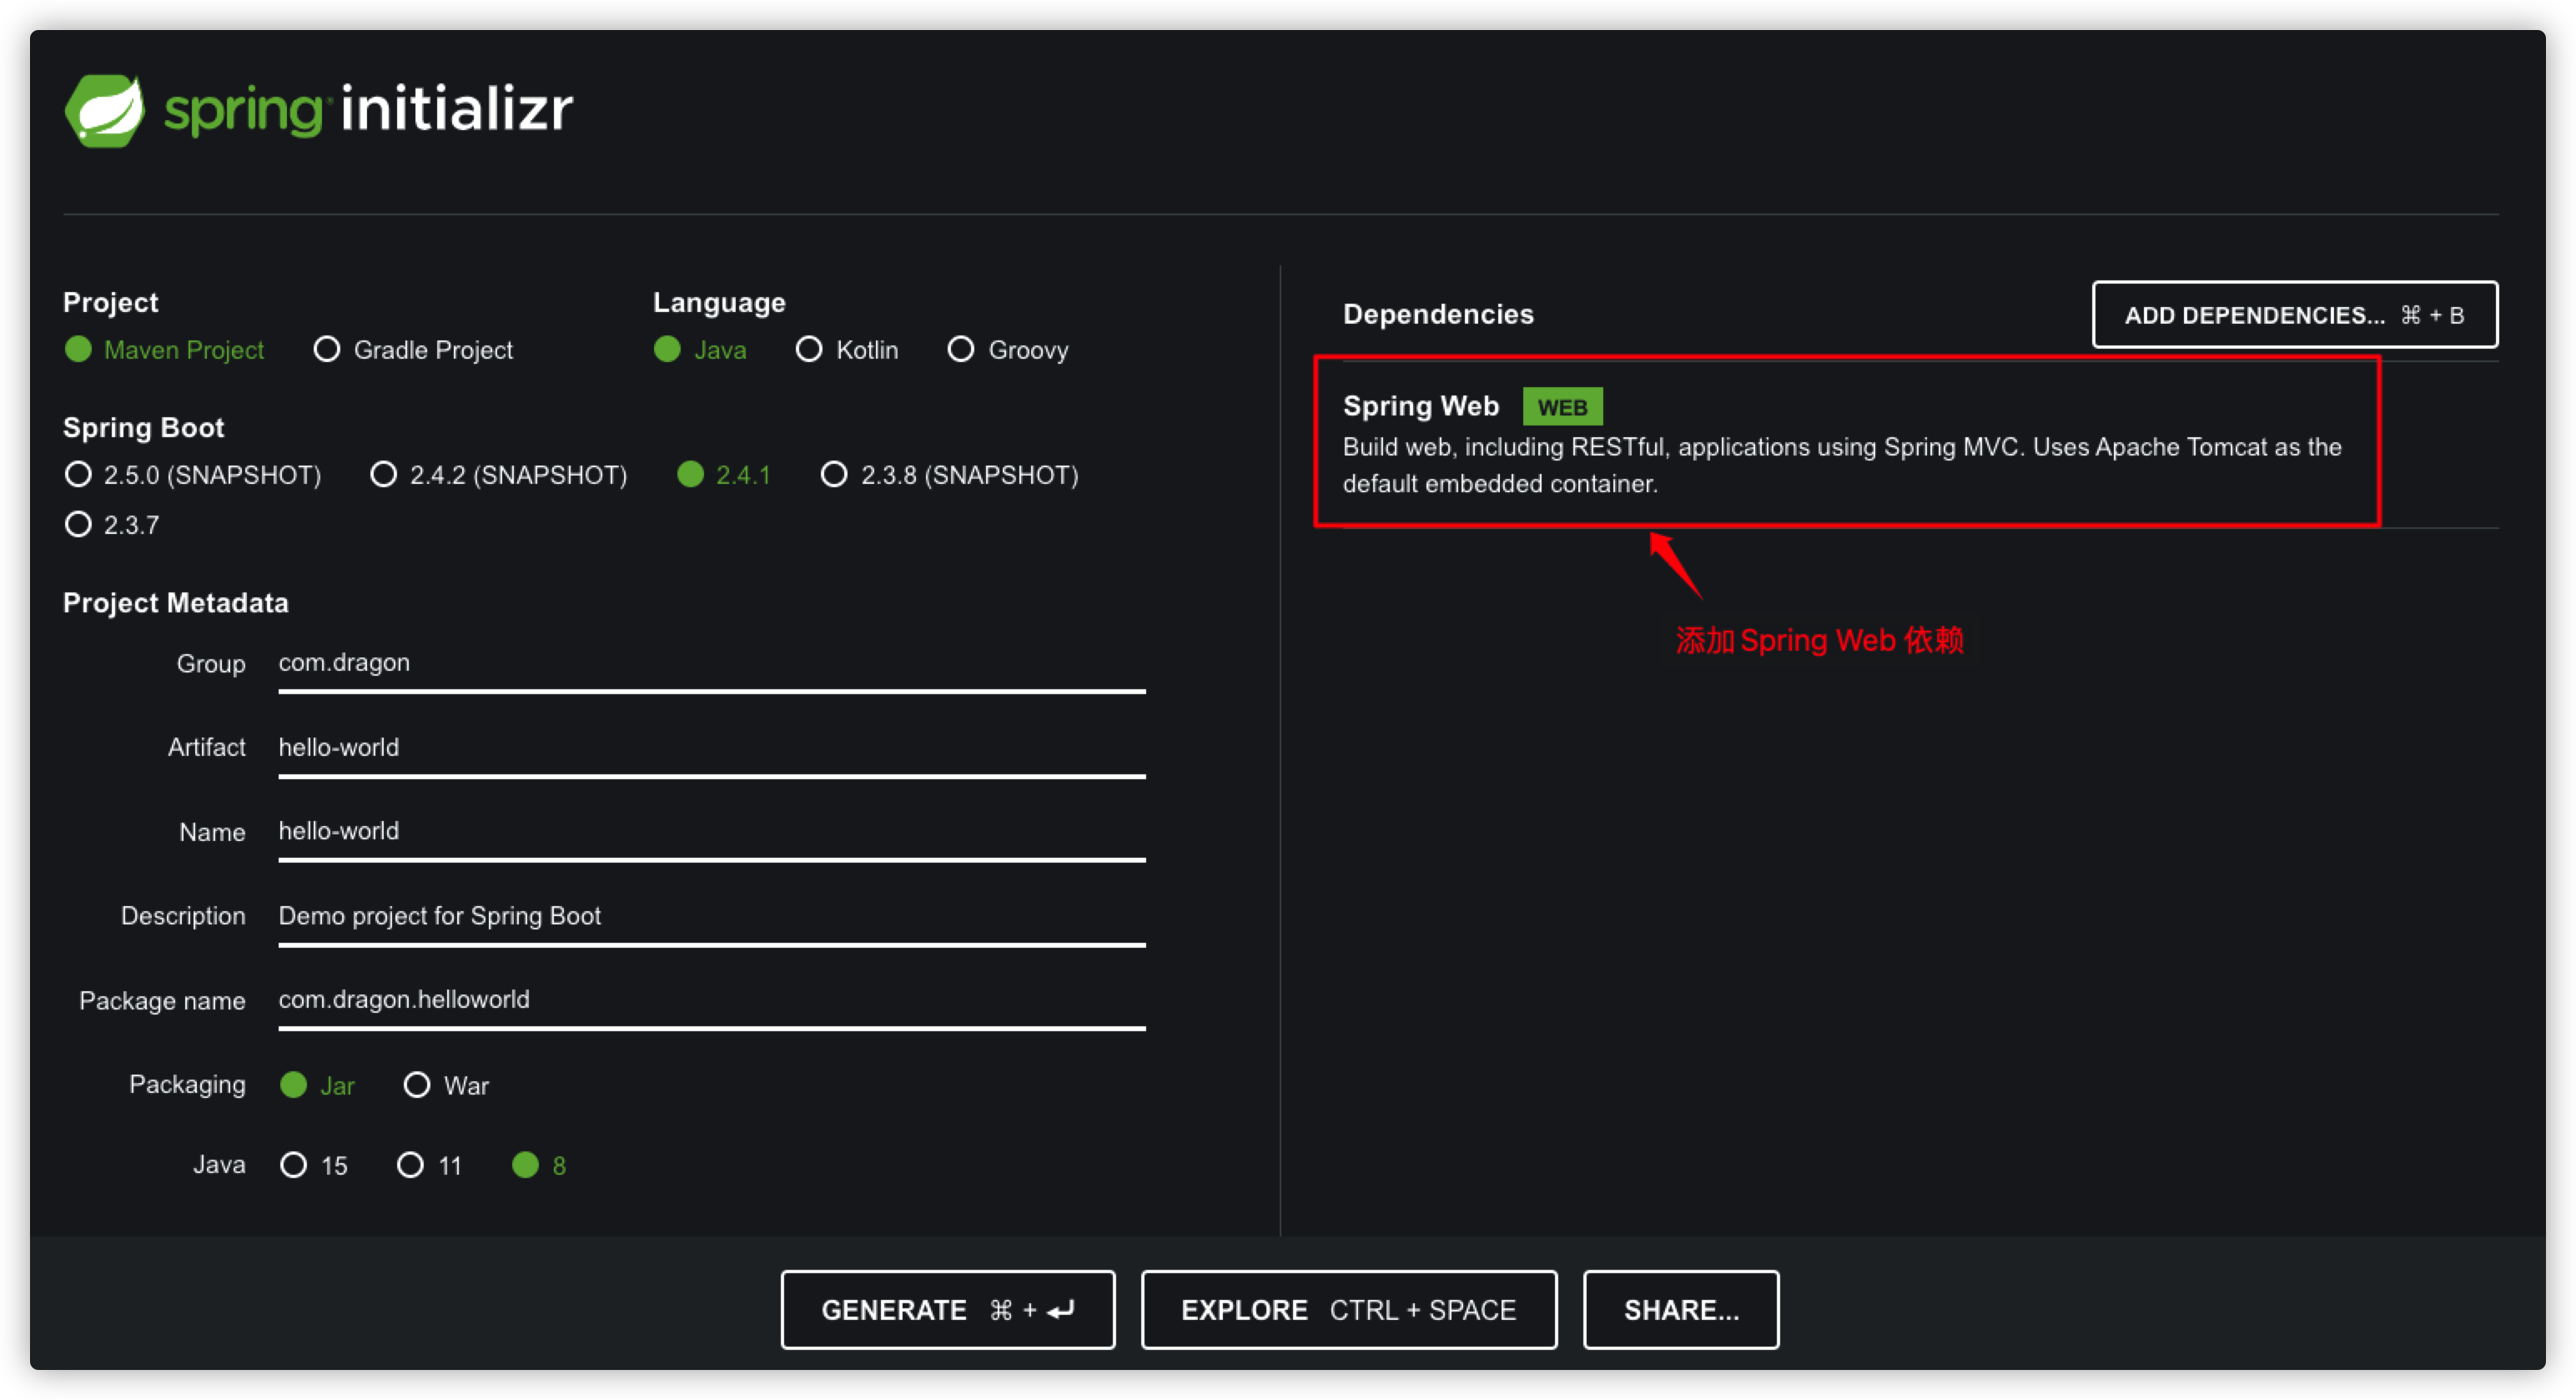 spring initializr
Project
Maven Project Gradle Project
Language
Java Kotlin Groovy
Spring Boot
2.5.0 (SNAPSHOT) 2.4.2 (SNAPSHOT) 2.4.1 2.3.8 (SNAPSHOT)
2.3.7
Project Metadata
Group com.dragon
Artifact hello-world
Name hello-world
Description Demo project for Spring Boot
Package name com.dragon.helloworld
Packaging Jar War
Java 15 11 8
Dependencies
ADD DEPENDENCIES... ⌘ + B
Spring Web WEB
Build web, including RESTful, applications using Spring MVC. Uses Apache Tomcat as the
default embedded container.
添加 Spring Web 依赖
GENERATE ⌘ + ↵
EXPLORE CTRL + SPACE
SHARE...